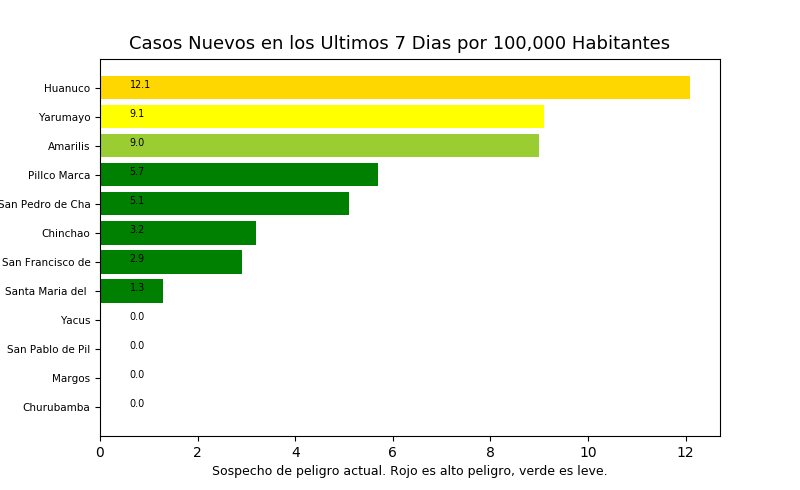 Casos Nuevos en los Ultimos 7 Dias por 100,000 Habitantes
Huanuco 12.1
Yarumayo 9.1
Amarilis 9.0
Pillco Marca 5.7
San Pedro de Cha 5.1
Chinchao 3.2
San Francisco de 2.9
Santa Maria del 1.3
Yacus 0.0
San Pablo de Pil 0.0
Margos 0.0
Churubamba 0.0
0 2 4 6 8 10 12
Sospecho de peligro actual. Rojo es alto peligro, verde es leve.